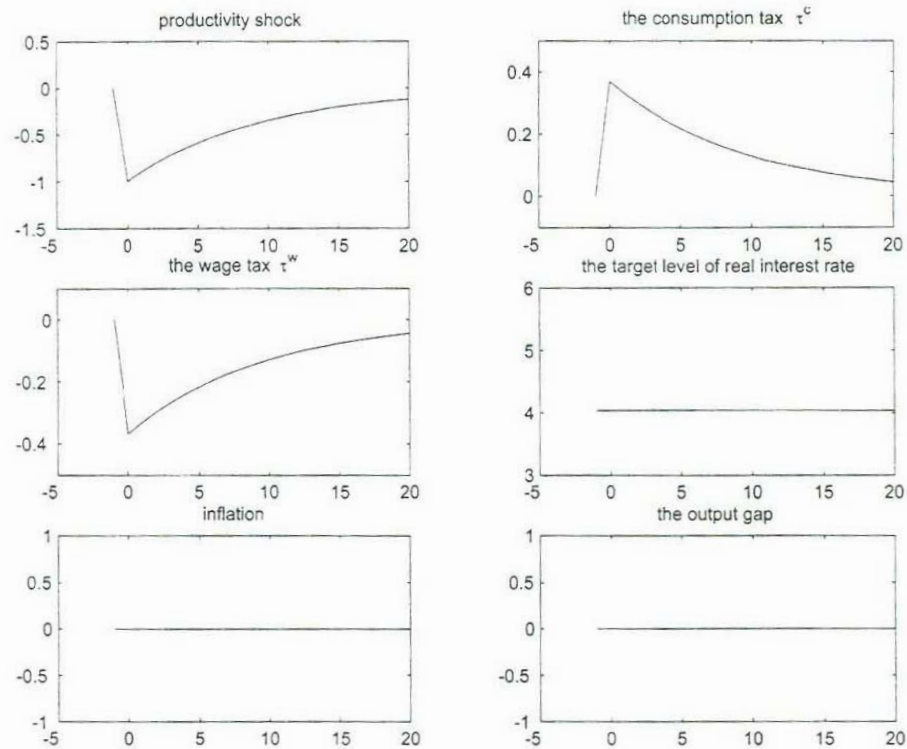 productivity shock
the consumption tax τc
0.5
0
-0.5
-1
-1.5
-5 0 5 10 15 20
0.4
0.2
0
-5 0 5 10 15 20
the wage tax τw
the target level of real interest rate
0
-0.2
-0.4
-5 0 5 10 15 20
6
5
4
3
-5 0 5 10 15 20
inflation
the output gap
1
0.5
0
-0.5
-1
-5 0 5 10 15 20
1
0.5
0
-0.5
-1
-5 0 5 10 15 20